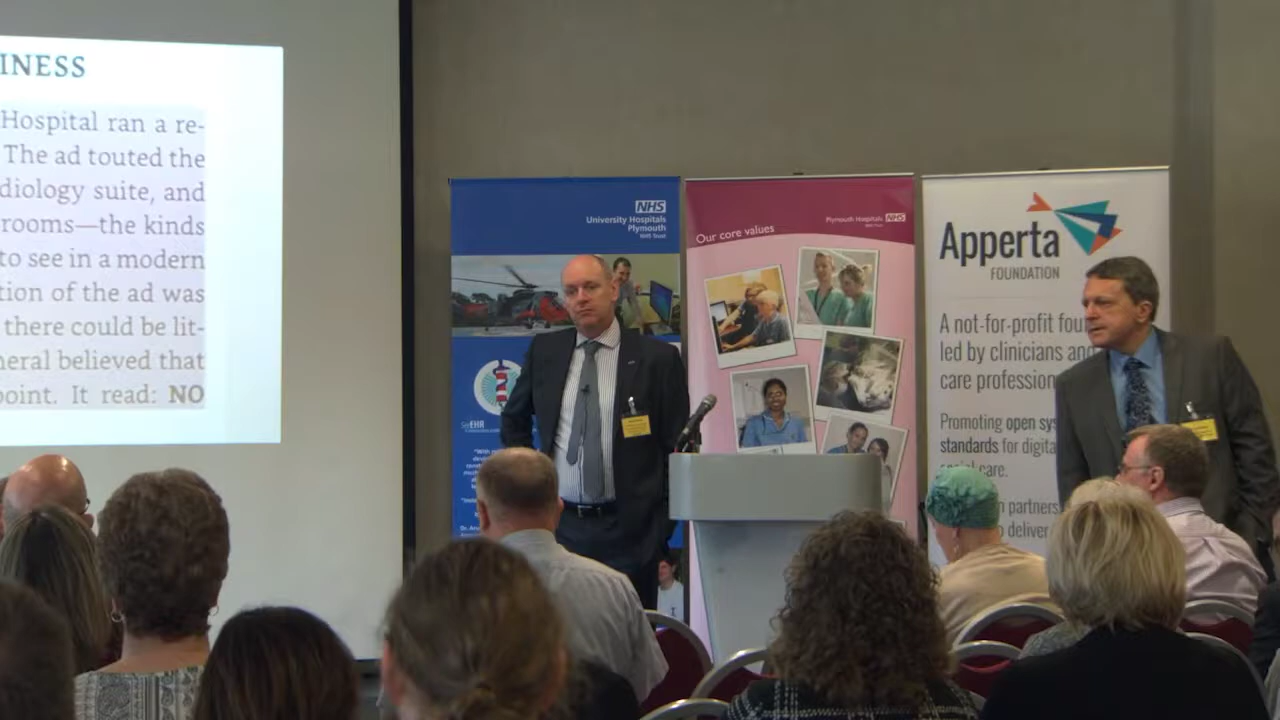 INESS
Hospital ran a re-
The ad touted the
diology suite, and
rooms—the kinds
to see in a modern
tion of the ad was
there could be lit-
neral believed that
point. It read: NO
NHS
University Hospitals
Plymouth
NHS Trust
Our core values
Plymouth Hospitals NHS
Apperta
FOUNDATION
A not-for-profit fou
led by clinicians and
care profession
Promoting open sys
standards for digita
social care.
partners
deliver